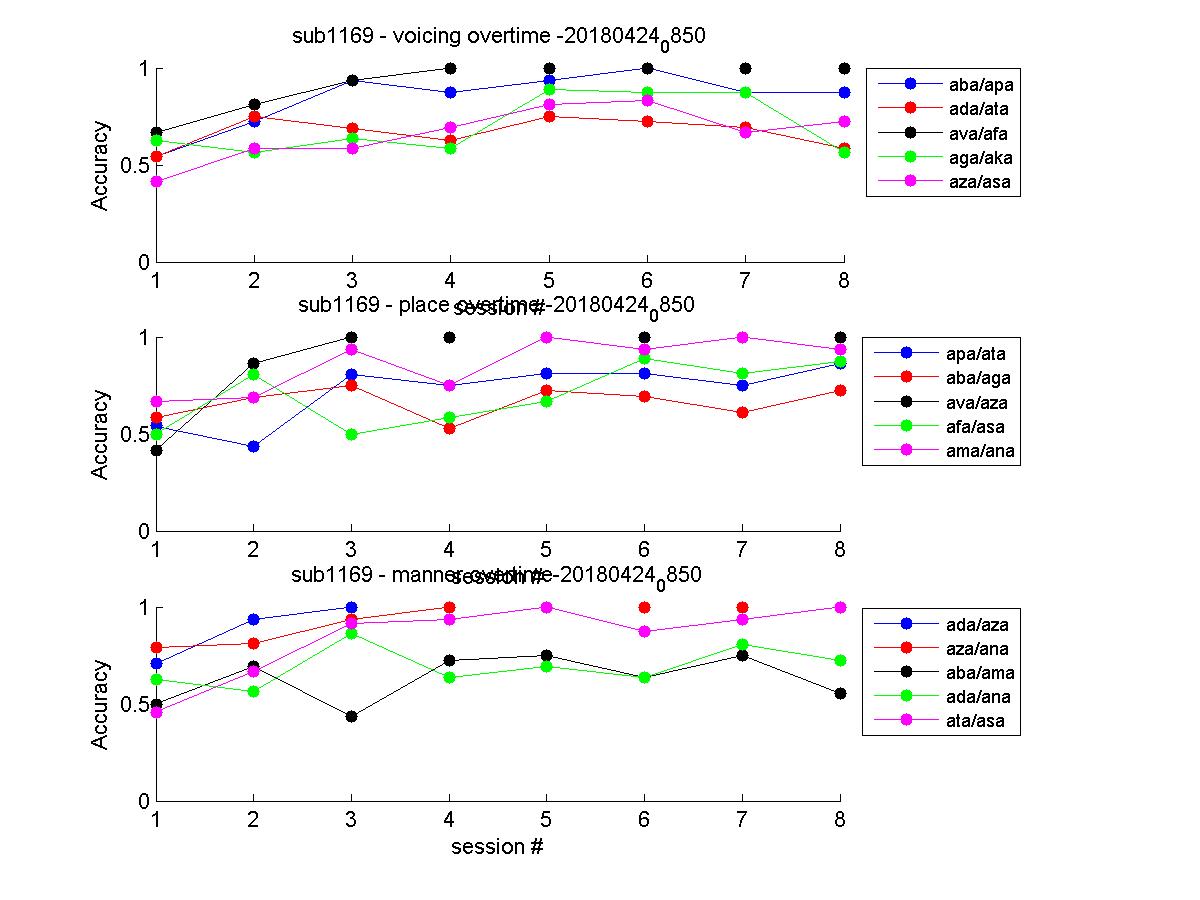 sub1169 - voicing overtime -20180424_0850
1
0.5
0
Accuracy
1 2 3 4 5 6 7 8
session #
aba/apa
ada/ata
ava/afa
aga/aka
aza/asa
sub1169 - place overtime -20180424_0850
1
0.5
0
Accuracy
1 2 3 4 5 6 7 8
session #
apa/ata
aba/aga
ava/aza
afa/asa
ama/ana
sub1169 - manner overtime -20180424_0850
1
0.5
0
Accuracy
1 2 3 4 5 6 7 8
session #
ada/aza
aza/ana
aba/ama
ada/ana
ata/asa